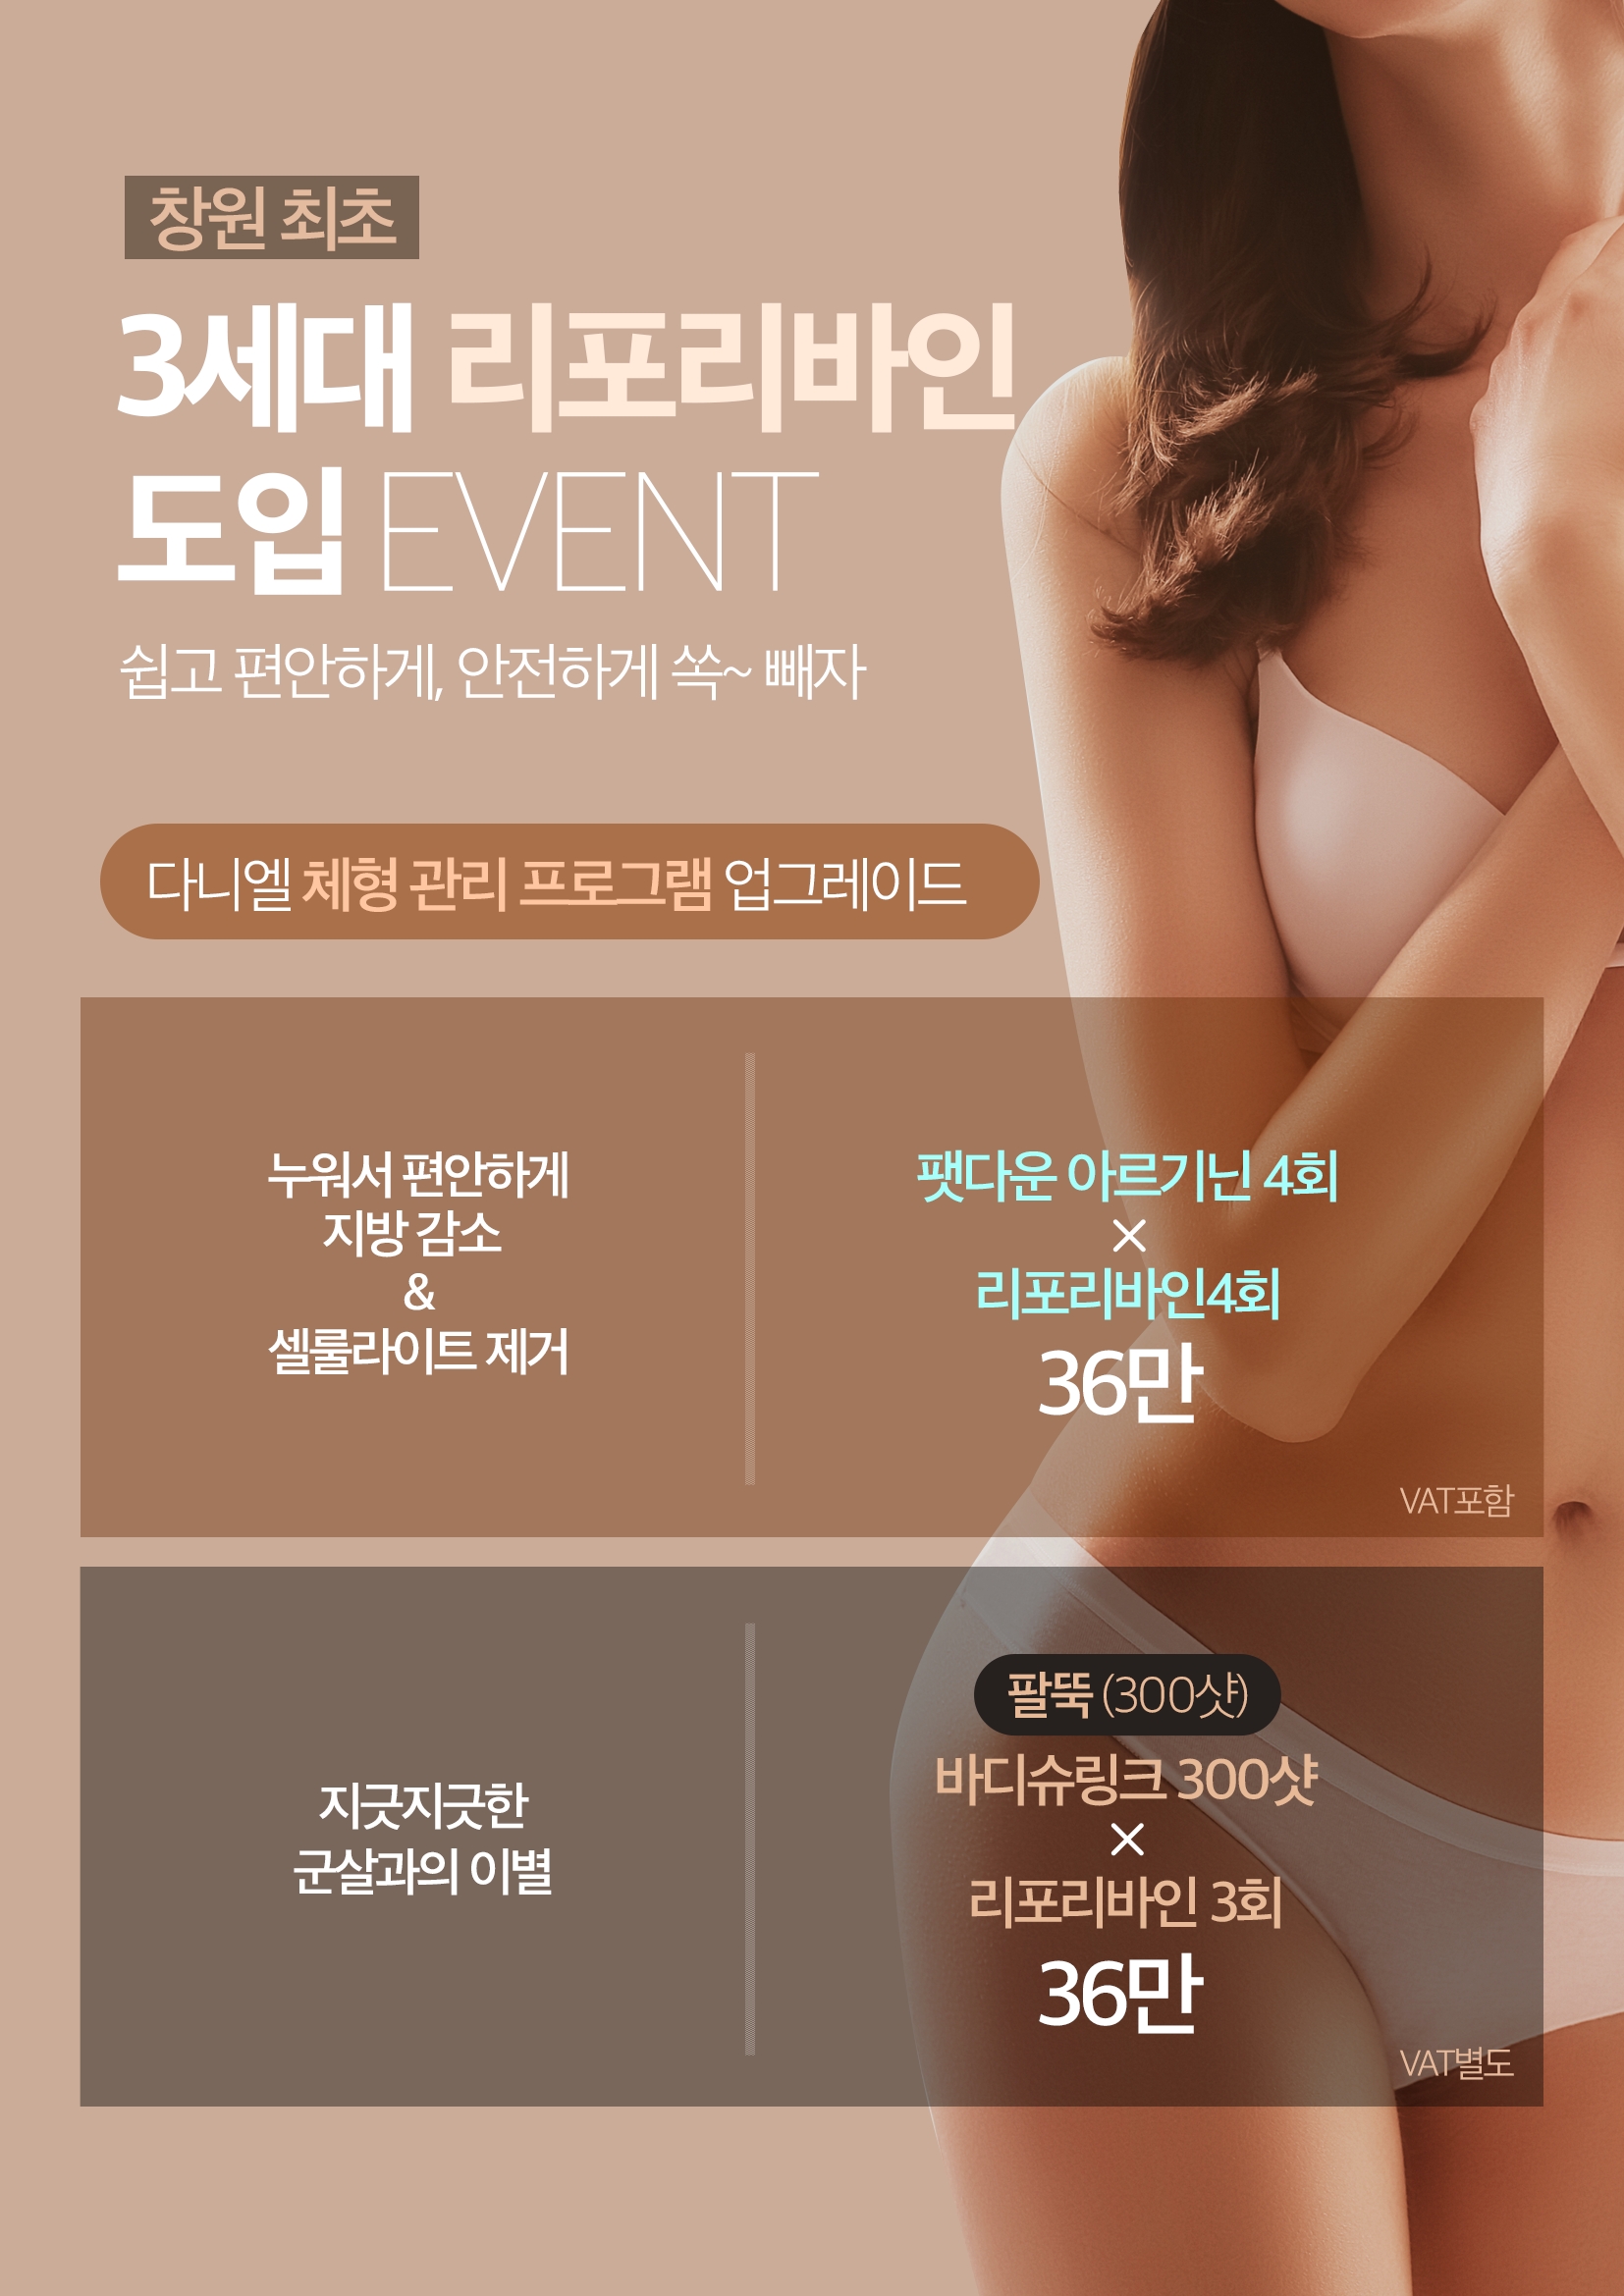 창원 최초
3세대 리포리바인
도입 EVENT
쉽고 편안하게, 안전하게 쏙~ 빼자
다니엘 체형 관리 프로그램 업그레이드
누워서 편안하게
지방 감소
&
셀룰라이트 제거
팻다운 아르기닌 4회
×
리포리바인4회
36만
VAT포함
지긋지긋한
군살과의 이별
팔뚝 (300샷)
바디슈링크 300샷
×
리포리바인 3회
36만
VAT별도